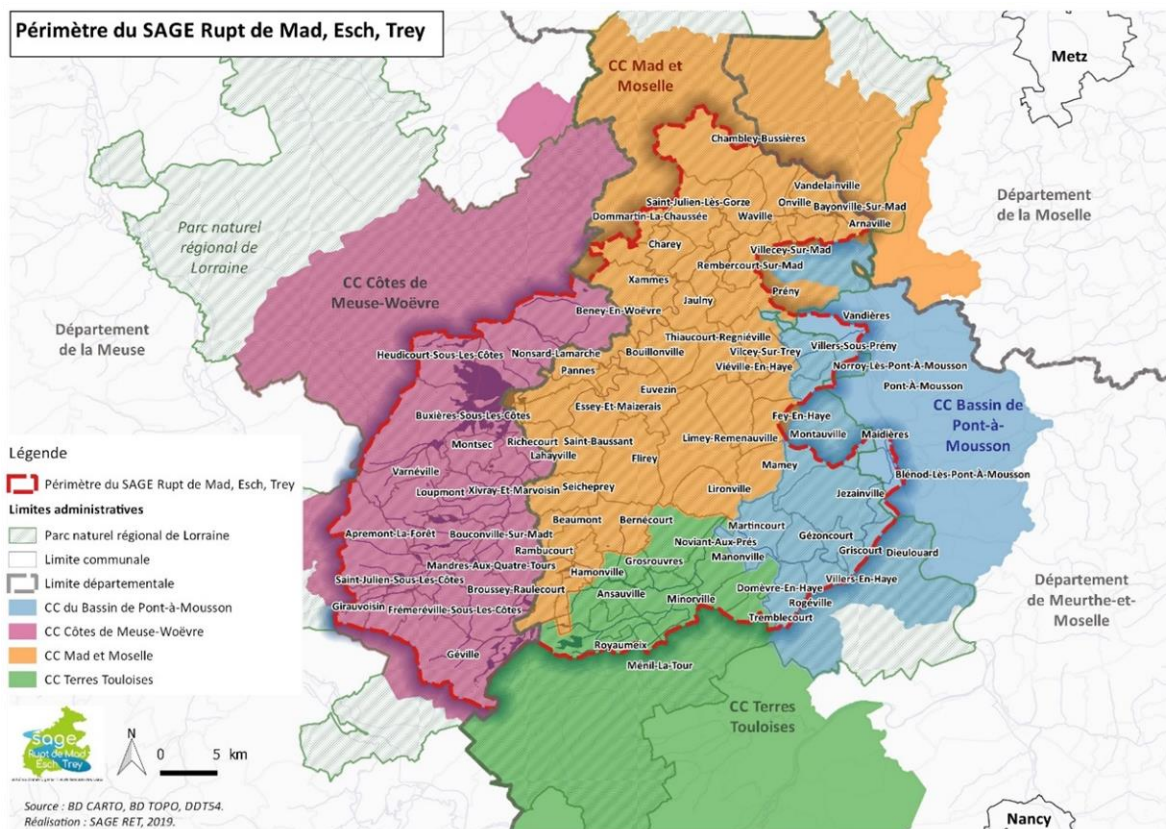 Périmètre du SAGE Rupt de Mad, Esch, Trey
Metz
CC Mad et
Moselle
Chambley-Bussières
Vandelainville
Saint-Julien-Lès-Gorze
Onville
Bayonville-Sur-Mad
Dommartin-La-Chaussée
Waville
Arnaville
Département
de la Moselle
Parc naturel
régional de
Lorraine
Charey
Villecey-Sur-Mad
Rembercourt-Sur-Mad
CC Côtes de
Meuse-Woëvre
Xammes
Prény
Jaulny
Beney-En-Woëvre
Vandières
Département
de la Meuse
Thiaucourt-Regniéville
Villers-Sous-Prény
Heudicourt-Sous-Les-Côtes
Nonsard-Lamarche
Bouillonville
Vilcey-Sur-Trey
Pannes
Viéville-En-Haye
Norroy-Lès-Pont-À-Mousson
Euvezin
Pont-À-Mousson
Essey-Et-Maizerais
CC Bassin de
Pont-à-
Mousson
Buxières-Sous-Les-Côtes
Fey-En-Haye
Montauville
Maidières
Montsec
Richecourt
Saint-Baussant
Limey-Remenauville
Lahayville
Flirey
Mamey
Varnéville
Blénod-Lès-Pont-À-Mousson
Loupmont
Xivray-Et-Marvoisin
Seicheprey
Lironville
Jezainville
Apremont-La-Forêt
Bouconville-Sur-Madt
Beaumont
Bernécourt
Martincourt
Gézoncourt
Rambucourt
Noviant-Aux-Prés
Manonville
Griscourt
Dieulouard
Mandres-Aux-Quatre-Tours
Grosrouvres
Hamonville
Saint-Julien-Sous-Les-Côtes
Broussey-Raulecourt
Ansauville
Domèvre-En-Haye
Villers-En-Haye
Girauvoisin
Frémeréville-Sous-Les-Côtes
Minorville
Rogéville
Tremblecourt
Département
de Meurthe-et-
Moselle
Géville
Royaumeix
Ménil-La-Tour
CC Terres
Touloises
Nancy
Légende
Périmètre du SAGE Rupt de Mad, Esch, Trey
Limites administratives
Parc naturel régional de Lorraine
Limite communale
Limite départementale
CC du Bassin de Pont-à-Mousson
CC Côtes de Meuse-Woëvre
CC Mad et Moselle
CC Terres Touloises
sage
Rupt de Mad
Esch Trey
N
0 5 km
Source : BD CARTO, BD TOPO, DDT54.
Réalisation : SAGE RET, 2019.